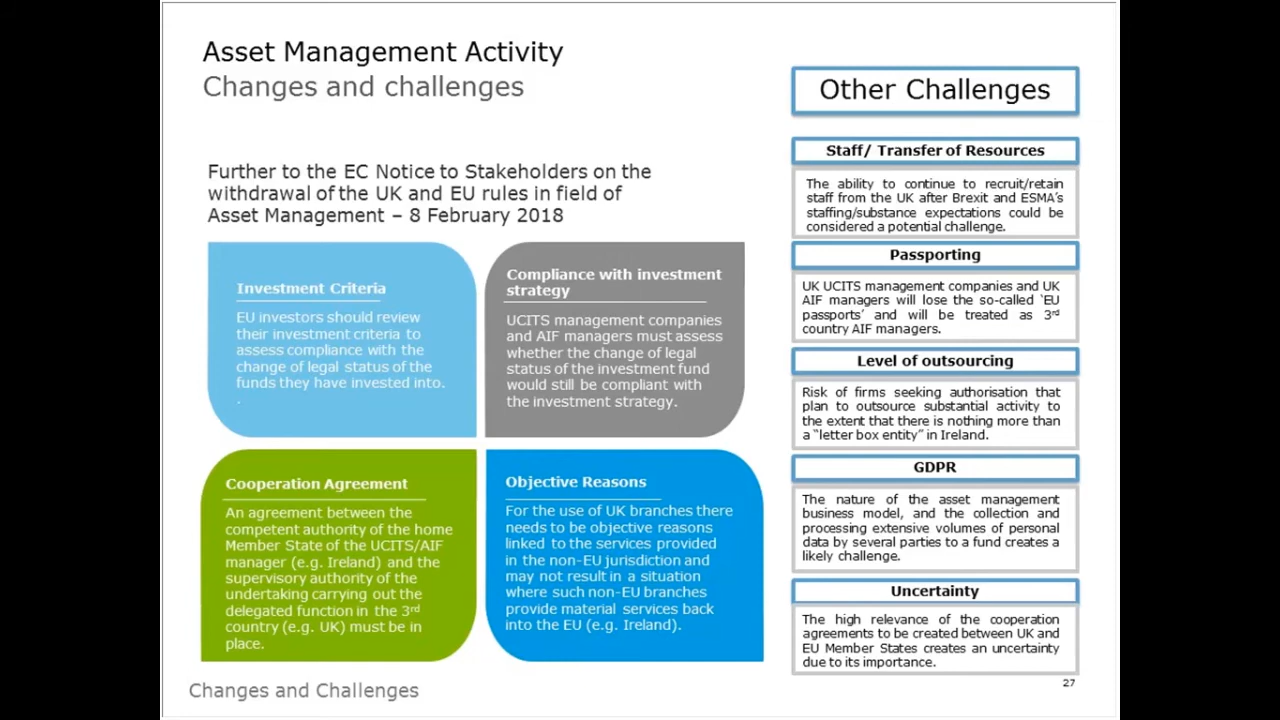 Asset Management Activity
Changes and challenges
Further to the EC Notice to Stakeholders on the
withdrawal of the UK and EU rules in field of
Asset Management – 8 February 2018
Investment Criteria
EU investors should review
their investment criteria to
assess compliance with the
change of legal status of the
funds they have invested into.
.
Compliance with investment
strategy
UCITS management companies
and AIF managers must assess
whether the change of legal
status of the investment fund
would still be compliant with
the investment strategy.
Cooperation Agreement
An agreement between the
competent authority of the home
Member State of the UCITS/AIF
manager (e.g. Ireland) and the
supervisory authority of the
undertaking carrying out the
delegated function in the 3rd
country (e.g. UK) must be in
place.
Objective Reasons
For the use of UK branches there
needs to be objective reasons
linked to the services provided
in the non-EU jurisdiction and
may not result in a situation
where such non-EU branches
provide material services back
into the EU (e.g. Ireland).
Other Challenges
Staff/ Transfer of Resources
The ability to continue to recruit/retain
staff from the UK after Brexit and ESMA's
staffing/substance expectations could be
considered a potential challenge.
Passporting
UK UCITS management companies and UK
AIF managers will lose the so-called 'EU
passports' and will be treated as 3rd
country AIF managers.
Level of outsourcing
Risk of firms seeking authorisation that
plan to outsource substantial activity to
the extent that there is nothing more than
a "letter box entity" in Ireland.
GDPR
The nature of the asset management
business model, and the collection and
processing extensive volumes of personal
data by several parties to a fund creates a
likely challenge.
Uncertainty
The high relevance of the cooperation
agreements to be created between UK and
EU Member States creates an uncertainty
due to its importance.
Changes and Challenges
27